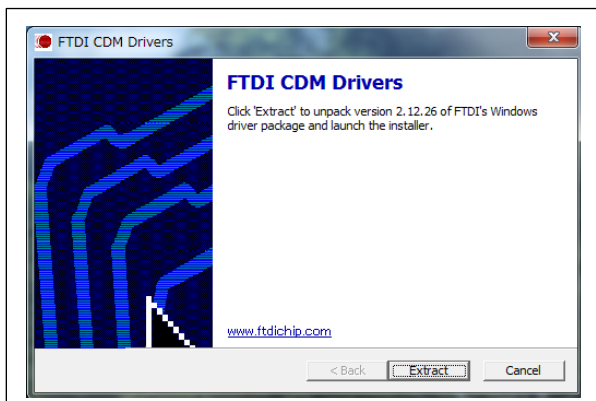 FTDI CDM Drivers
FTDI CDM Drivers
Click 'Extract' to unpack version 2.12.26 of FTDI's Windows
driver package and launch the installer.
www.ftdichip.com
< Back Extract Cancel